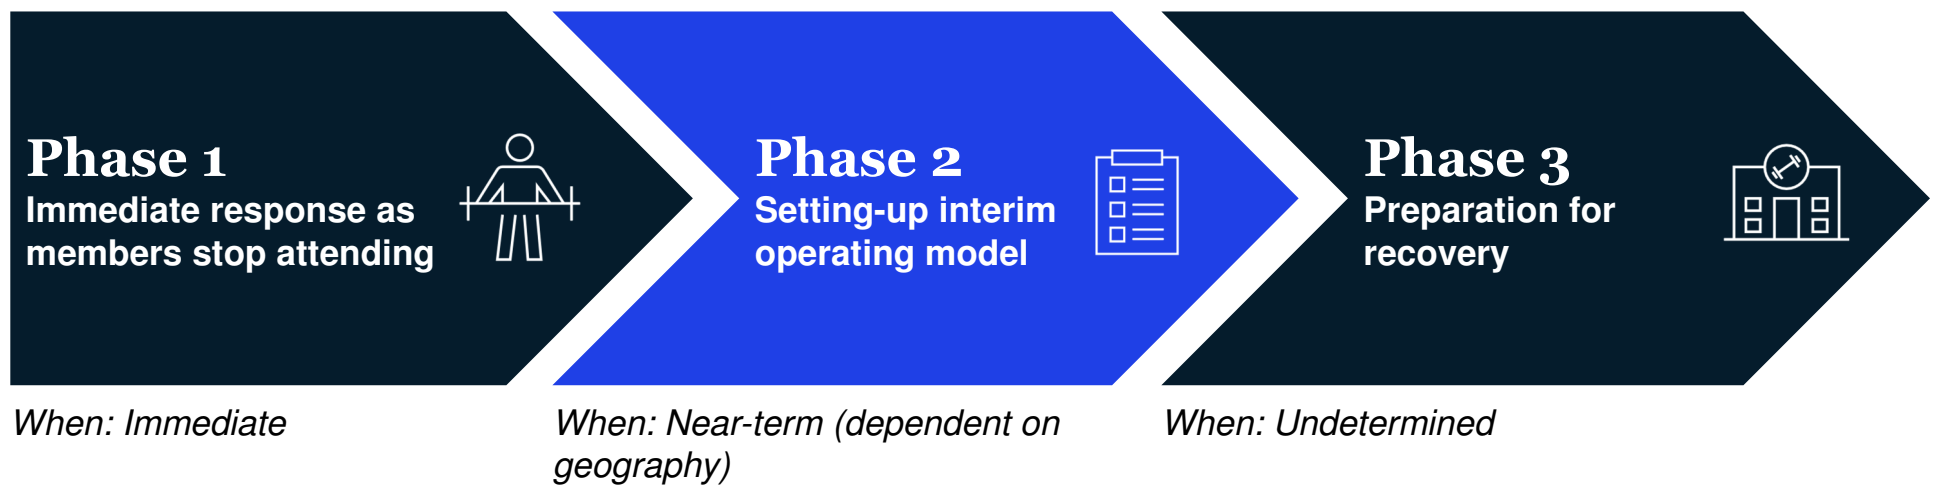 Phase 1
Immediate response as
members stop attending
When: Immediate
Phase 2
Setting-up interim
operating model
When: Near-term (dependent on
geography)
Phase 3
Preparation for
recovery
When: Undetermined